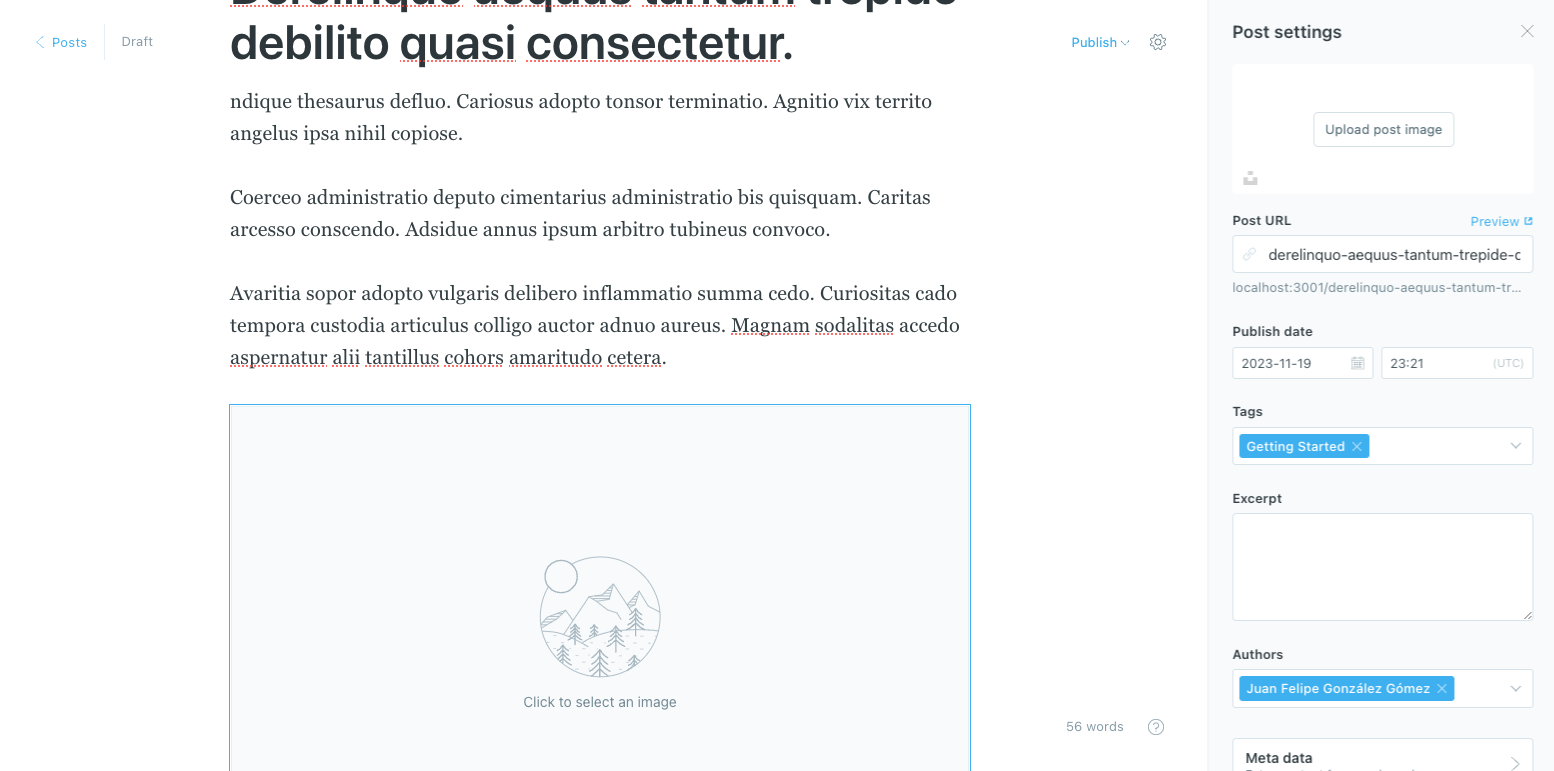 Derelinquo aequus tantum trepide
debilito quasi consectetur.
Posts
Draft
Publish
ndique thesaurus defluo. Cariosus adopto tonsor terminatio. Agnitio vix territo
angelus ipsa nihil copiose.
Coerceo administratio deputo cimentarius administratio bis quisquam. Caritas
arcesso conscendo. Adsidue annus ipsum arbitro tubineus convoco.
Avaritia sopor adopto vulgaris delibero inflammatio summa cedo. Curiositas cado
tempora custodia articulus colligo auctor adnuo aureus. Magnam sodalitas accedo
aspernatur alii tantillus cohors amaritudo cetera.
Click to select an image
56 words
?
Post settings
Upload post image
Post URL
Preview
derelinquo-aequus-tantum-trepide-c
localhost:3001/derelinquo-aequus-tantum-tr...
Publish date
2023-11-19
23:21
(UTC)
Tags
Getting Started
Excerpt
Authors
Juan Felipe González Gómez
Meta data